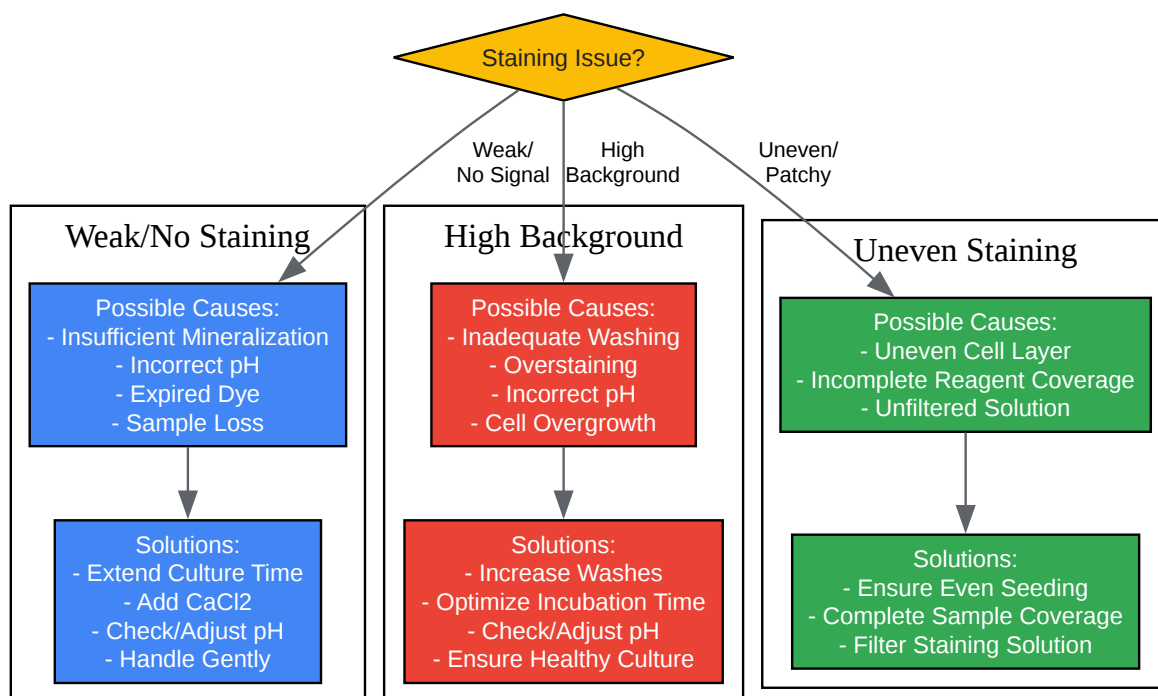 Staining Issue?
Weak/
No Signal
High
Background
Uneven/
Patchy
Weak/No Staining
Possible Causes:
- Insufficient Mineralization
- Incorrect pH
- Expired Dye
- Sample Loss
Solutions:
- Extend Culture Time
- Add CaCl2
- Check/Adjust pH
- Handle Gently
High Background
Possible Causes:
- Inadequate Washing
- Overstaining
- Incorrect pH
- Cell Overgrowth
Solutions:
- Increase Washes
- Optimize Incubation Time
- Check/Adjust pH
- Ensure Healthy Culture
Uneven Staining
Possible Causes:
- Uneven Cell Layer
- Incomplete Reagent Coverage
- Unfiltered Solution
Solutions:
- Ensure Even Seeding
- Complete Sample Coverage
- Filter Staining Solution